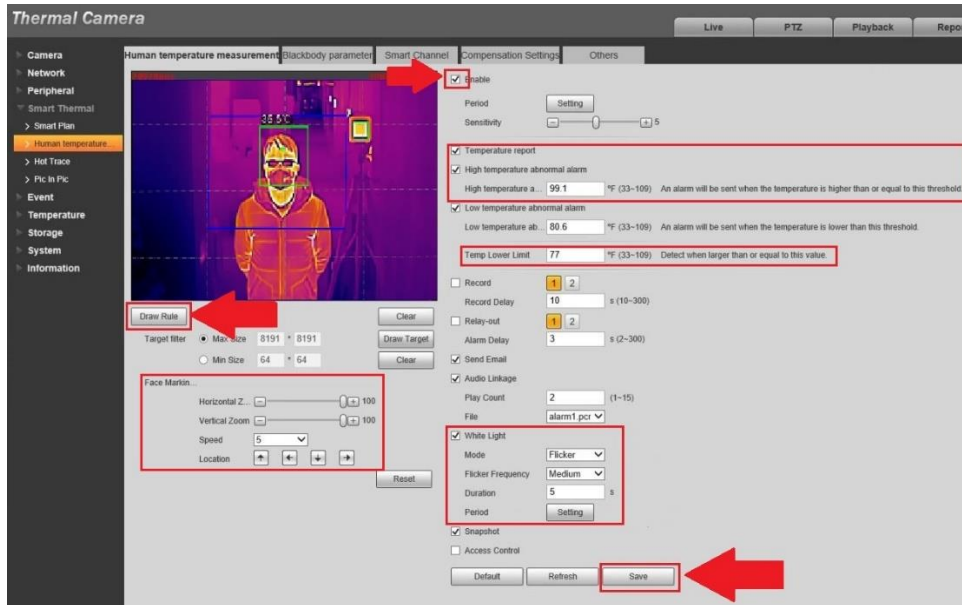 Thermal Camera
Live
PTZ
Playback
Repo
Camera
Network
Peripheral
Smart Thermal
Smart Plan
Human temperature...
Hot Trace
Pic In Pic
Event
Temperature
Storage
System
Information
Human temperature measurement
Blackbody parameter
Smart Channel
Compensation Settings
Others
35.5℃
Draw Rule
Clear
Target filter
Max Size 8191 * 8191
Draw Target
Min Size 64 * 64
Clear
Face Markin...
Horizontal Z... 100
Vertical Zoom 100
Speed 5
Location
Reset
Enable
Period Setting
Sensitivity 5
Temperature report
High temperature abnormal alarm
High temperature a... 99.1 °F (33~109) An alarm will be sent when the temperature is higher than or equal to this threshold.
Low temperature abnormal alarm
Low temperature ab... 80.6 °F (33~109) An alarm will be sent when the temperature is lower than this threshold.
Temp Lower Limit 77 °F (33~109) Detect when larger than or equal to this value.
Record 1 2
Record Delay 10 s (10~300)
Relay-out 1 2
Alarm Delay 3 s (2~300)
Send Email
Audio Linkage
Play Count 2 (1~15)
File alarm1.pcr
White Light
Mode Flicker
Flicker Frequency Medium
Duration 5 s
Period Setting
Snapshot
Access Control
Default
Refresh
Save